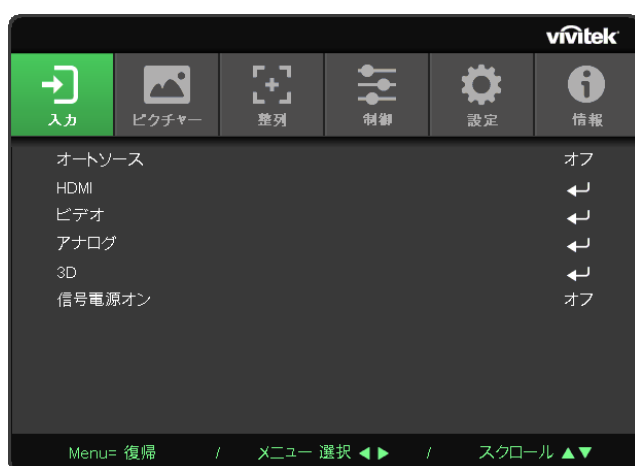 vivitek
入力 ピクチャー 整列 制御 設定 情報
オートソース オフ
HDMI
ビデオ
アナログ
3D
信号電源オン オフ
Menu= 復帰 / メニュー 選択 ◀ ▶ / スクロール ▲▼